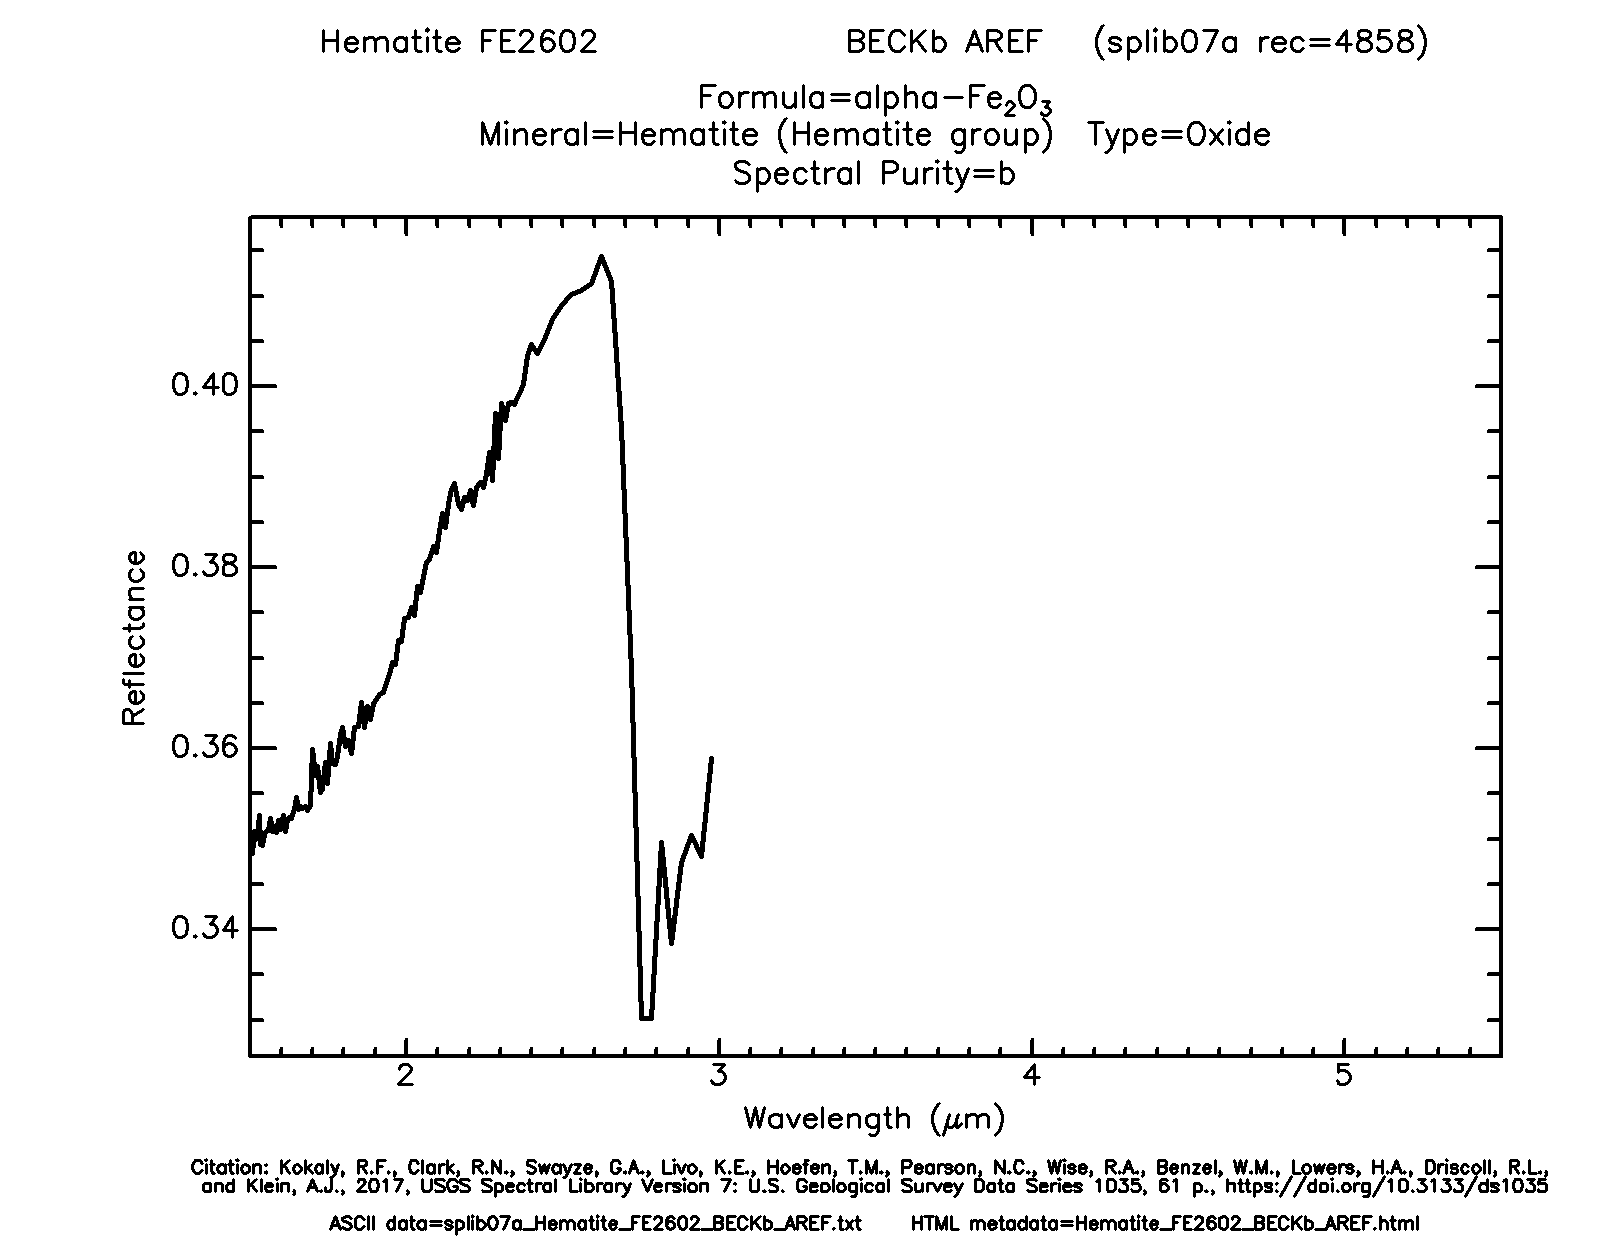 Hematite FE2602 BECKb AREF (splib07a rec=4858)
Formula=alpha-Fe2O3
Mineral=Hematite (Hematite group) Type=Oxide
Spectral Purity=b
0.40
0.38
0.36
0.34
Reflectance
2 3 4 5
Wavelength (μm)
Citation: Kokaly, R.F., Clark, R.N., Swayze, G.A., Livo, K.E., Hoefen, T.M., Pearson, N.C., Wise, R.A., Benzel, W.M., Lowers, H.A., Driscoll, R.L.,
and Klein, A.J., 2017, USGS Spectral Library Version 7: U.S. Geological Survey Data Series 1035, 61 p., https://doi.org/10.3133/ds1035
ASCII data=splib07a_Hematite_FE2602_BECKb_AREF.txt HTML metadata=Hematite_FE2602_BECKb_AREF.html